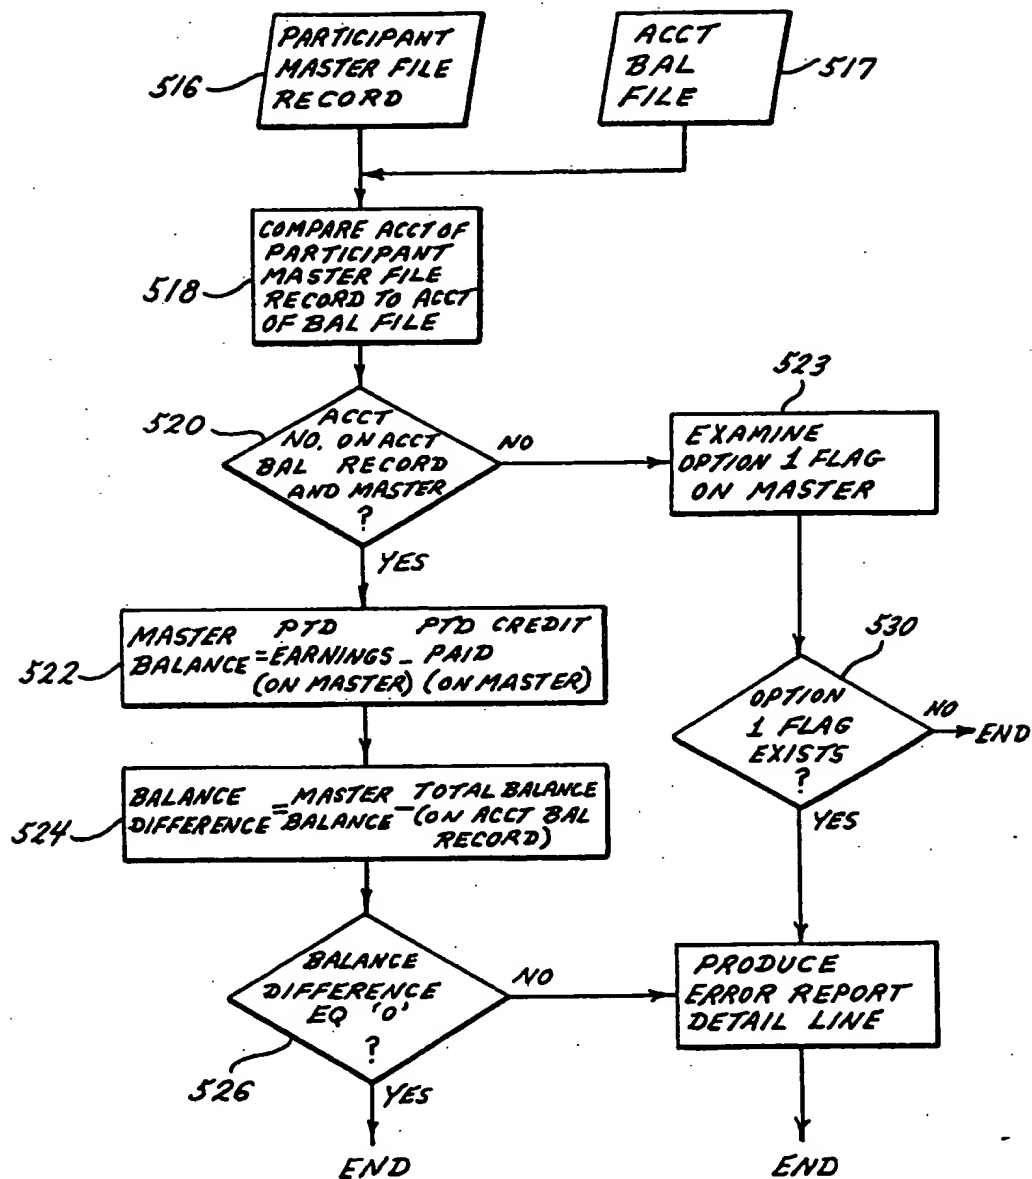 PARTICIPANT
MASTER FILE
RECORD
516
ACCT
BAL
FILE
517
COMPARE ACCT OF
PARTICIPANT
MASTER FILE
RECORD TO ACCT
OF BAL FILE
518
ACCT
NO. ON ACCT
BAL RECORD
AND MASTER
?
520
NO
YES
523
EXAMINE
OPTION 1 FLAG
ON MASTER
MASTER PTD PTD CREDIT
BALANCE = EARNINGS - PAID
(ON MASTER) (ON MASTER)
522
530
OPTION
1 FLAG
EXISTS
?
NO
END
YES
BALANCE = MASTER - TOTAL BALANCE
DIFFERENCE BALANCE (ON ACCT BAL
RECORD)
524
BALANCE
DIFFERENCE
EQ '0'
?
526
NO
YES
END
PRODUCE
ERROR REPORT
DETAIL LINE
END